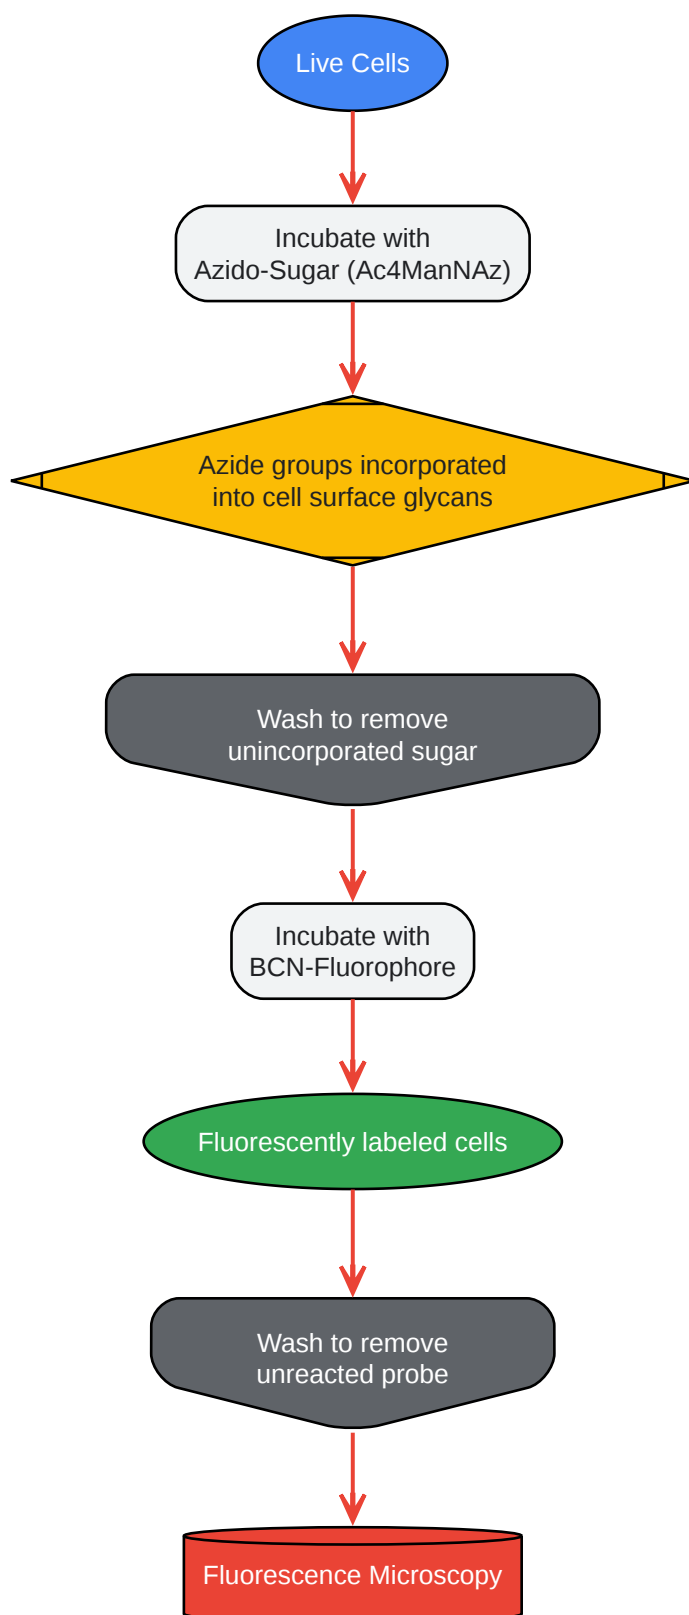 Live Cells
Incubate with
Azido-Sugar (Ac4ManNAz)
Azide groups incorporated
into cell surface glycans
Wash to remove
unincorporated sugar
Incubate with
BCN-Fluorophore
Fluorescently labeled cells
Wash to remove
unreacted probe
Fluorescence Microscopy